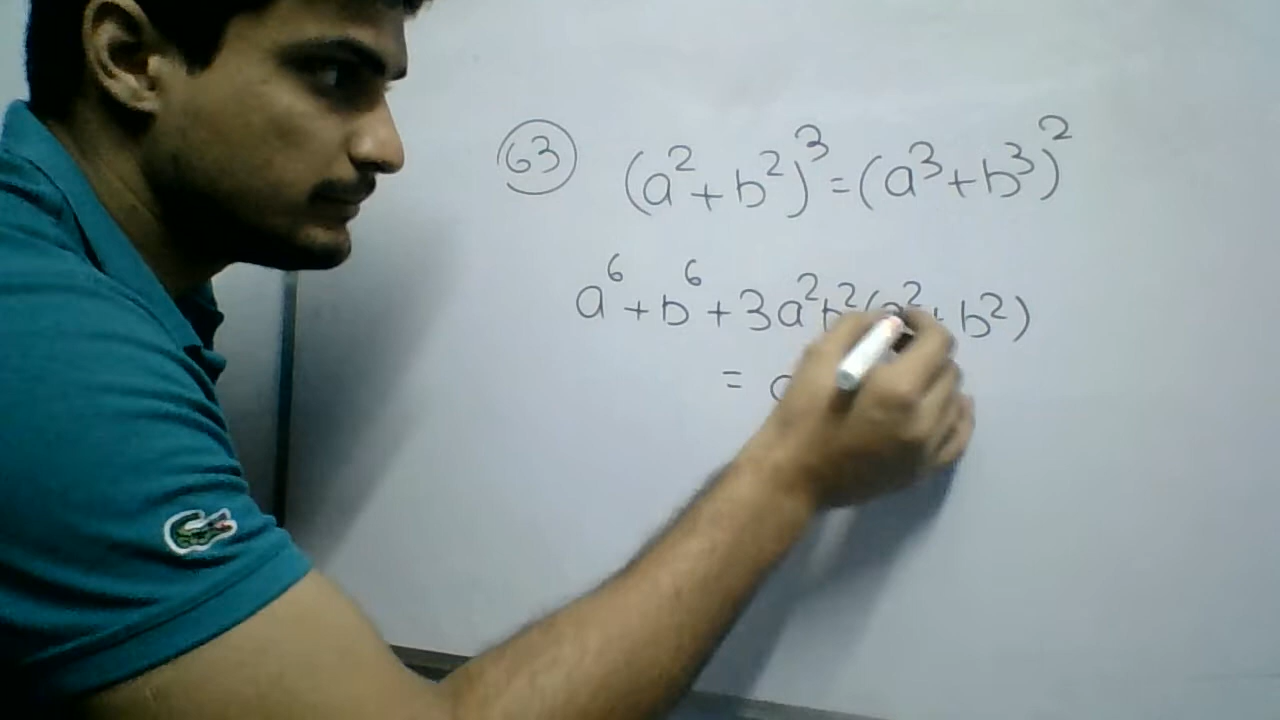 63 (a²+b²)³=(a³+b³)²
a⁶+b⁶+3a²b²(a²+b²)
= a